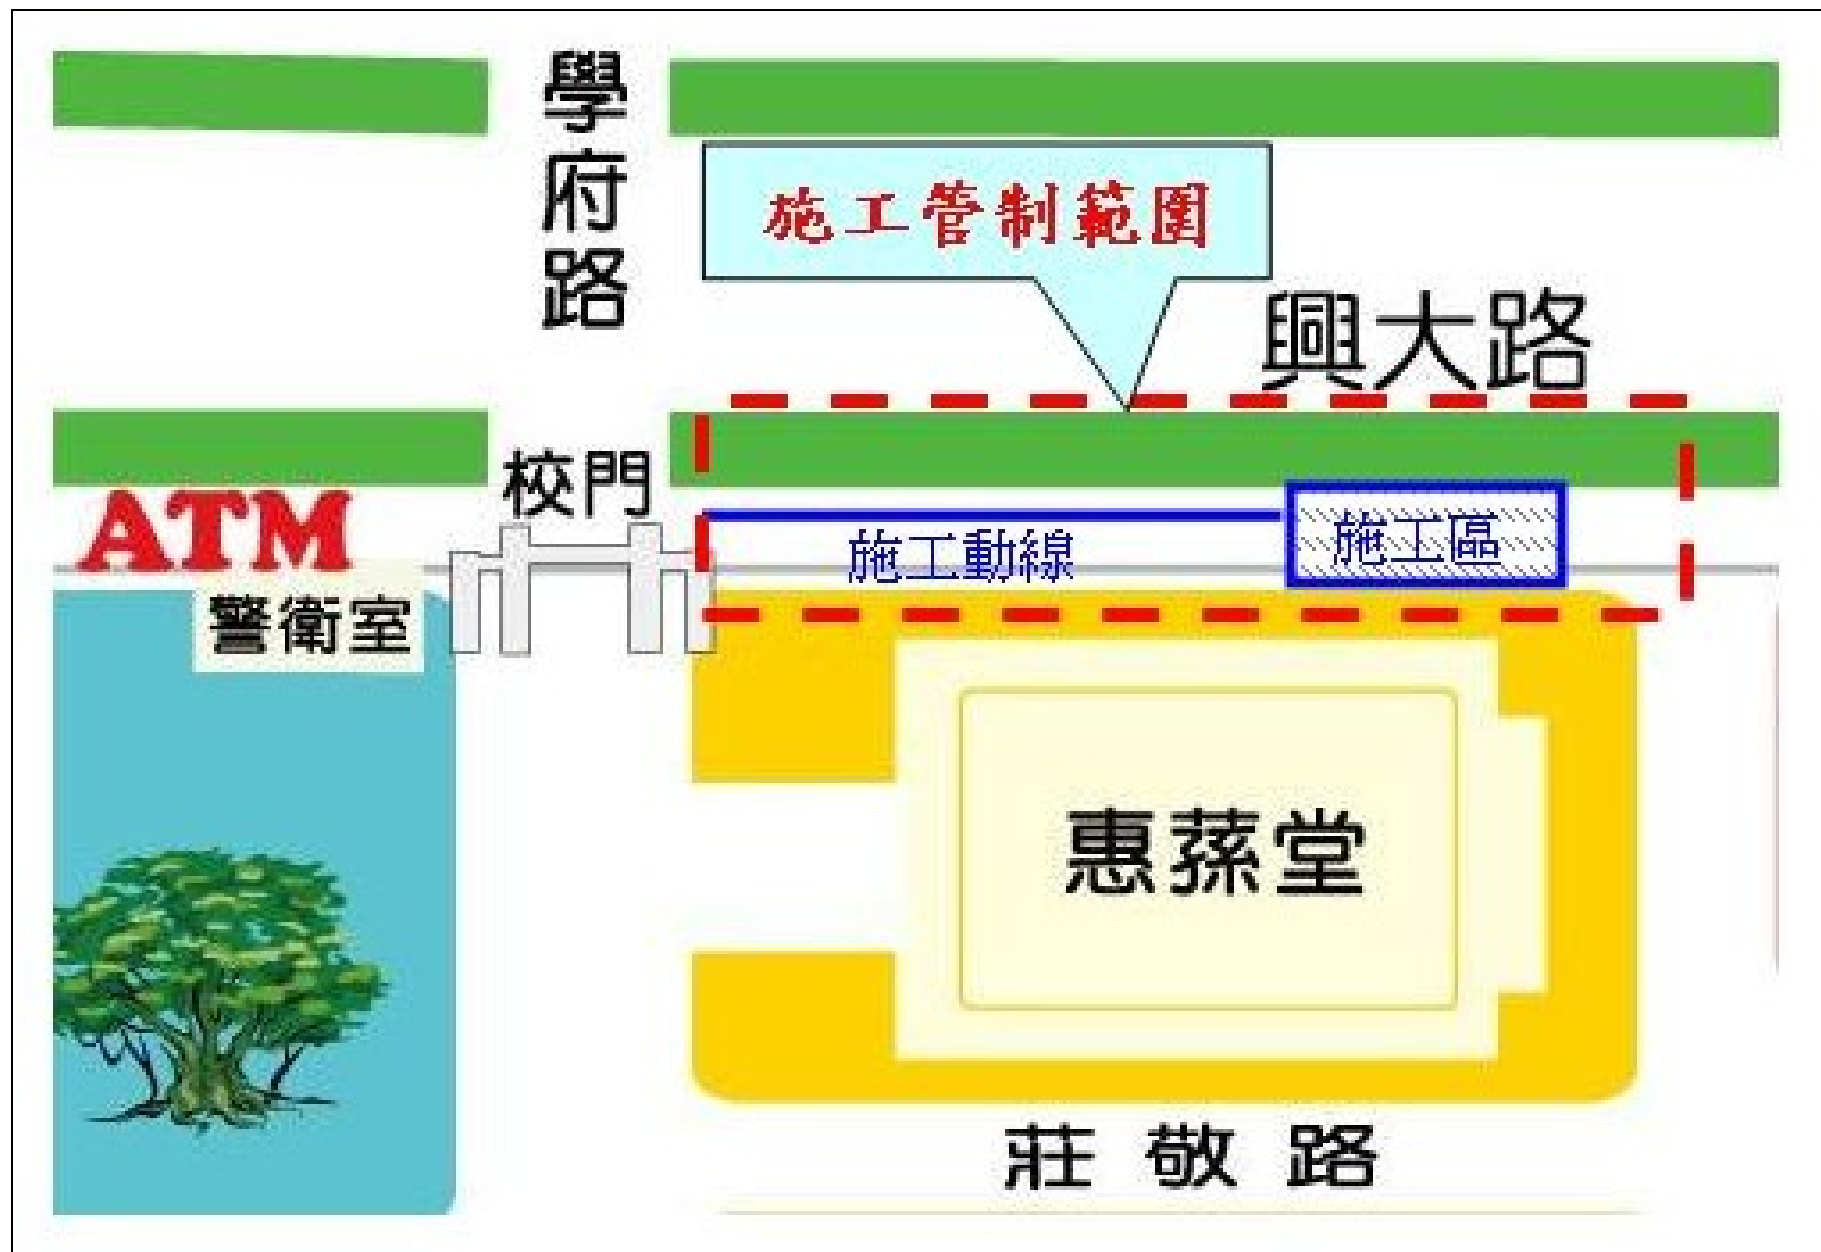 學府路
施工管制範圍
興大路
校門
ATM
施工動線
施工區
警衛室
惠蓀堂
莊敬路